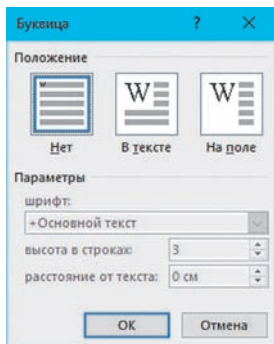 Буквица ?
Положение
W W W
Нет В тексте На поле
Параметры
шрифт:
+Основной текст
высота в строках: 3
расстояние от текста: 0 см
ОК Отмена